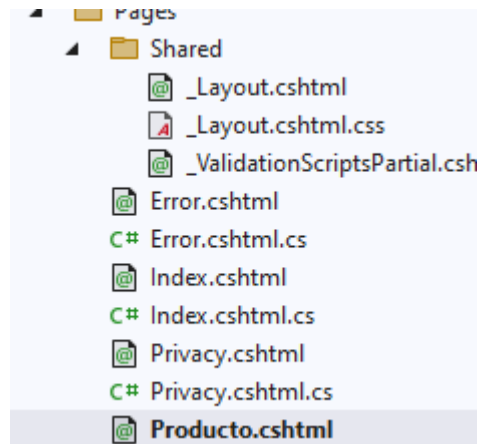 Pages
Shared
_Layout.cshtml
_Layout.cshtml.css
_ValidationScriptsPartial.csh
Error.cshtml
C# Error.cshtml.cs
Index.cshtml
C# Index.cshtml.cs
Privacy.cshtml
C# Privacy.cshtml.cs
Producto.cshtml